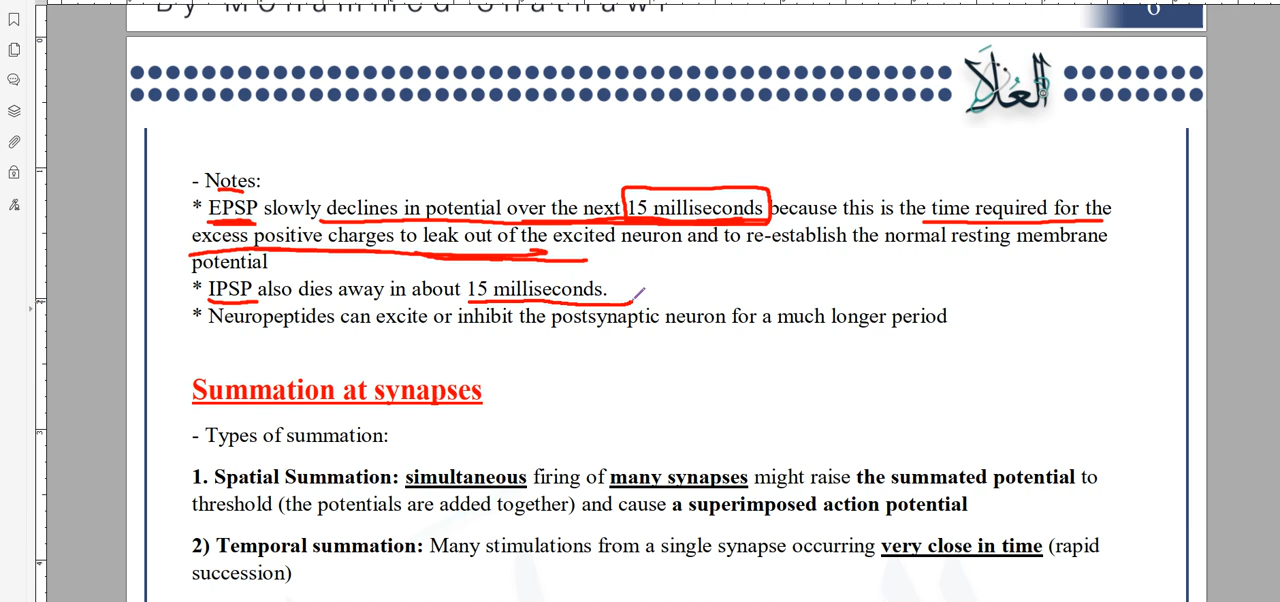 By Mohammed Shatnawi 6
العلا
- Notes:
* EPSP slowly declines in potential over the next 15 milliseconds because this is the time required for the
excess positive charges to leak out of the excited neuron and to re-establish the normal resting membrane
potential
* IPSP also dies away in about 15 milliseconds.
* Neuropeptides can excite or inhibit the postsynaptic neuron for a much longer period
Summation at synapses
- Types of summation:
1. Spatial Summation: simultaneous firing of many synapses might raise the summated potential to
threshold (the potentials are added together) and cause a superimposed action potential
2) Temporal summation: Many stimulations from a single synapse occurring very close in time (rapid
succession)